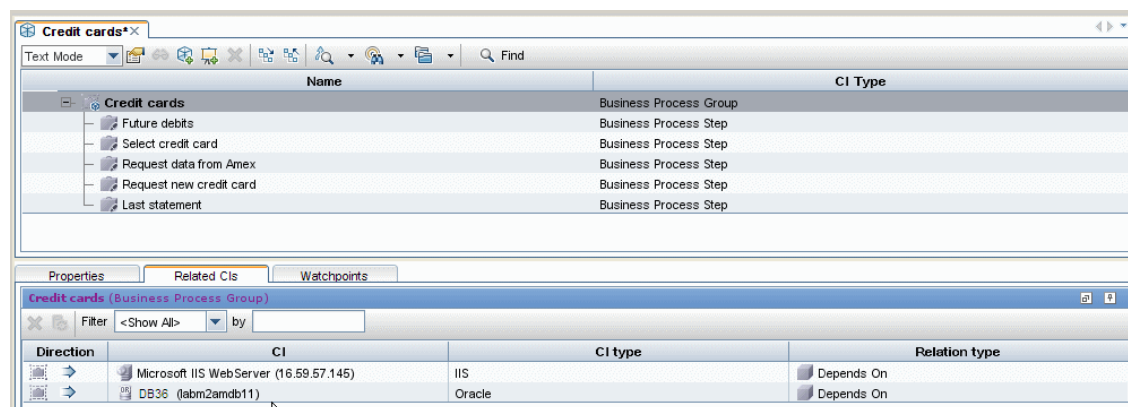 Credit cards*
Text Mode Find
Name CI Type
Credit cards Business Process Group
Future debits Business Process Step
Select credit card Business Process Step
Request data from Amex Business Process Step
Request new credit card Business Process Step
Last statement Business Process Step
Properties Related CIs Watchpoints
Credit cards (Business Process Group)
Filter <Show All> by
Direction CI CI type Relation type
Microsoft IIS WebServer (16.59.57.145) IIS Depends On
DB36 (labm2amdb11) Oracle Depends On